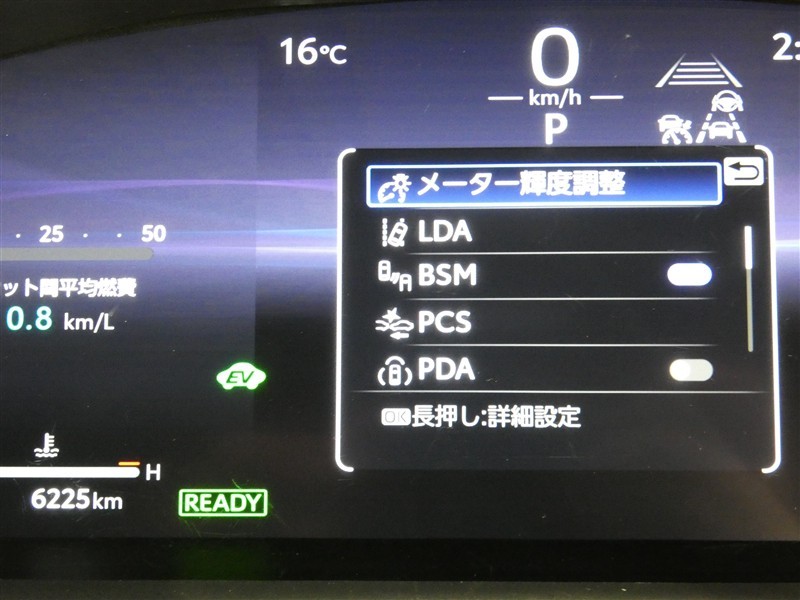 16℃
0
km/h
P
2:
メーター輝度調整
LDA
BSM
PCS
PDA
OK長押し:詳細設定
25
50
ット間平均燃費
0.8 km/L
EV
H
6225km
READY